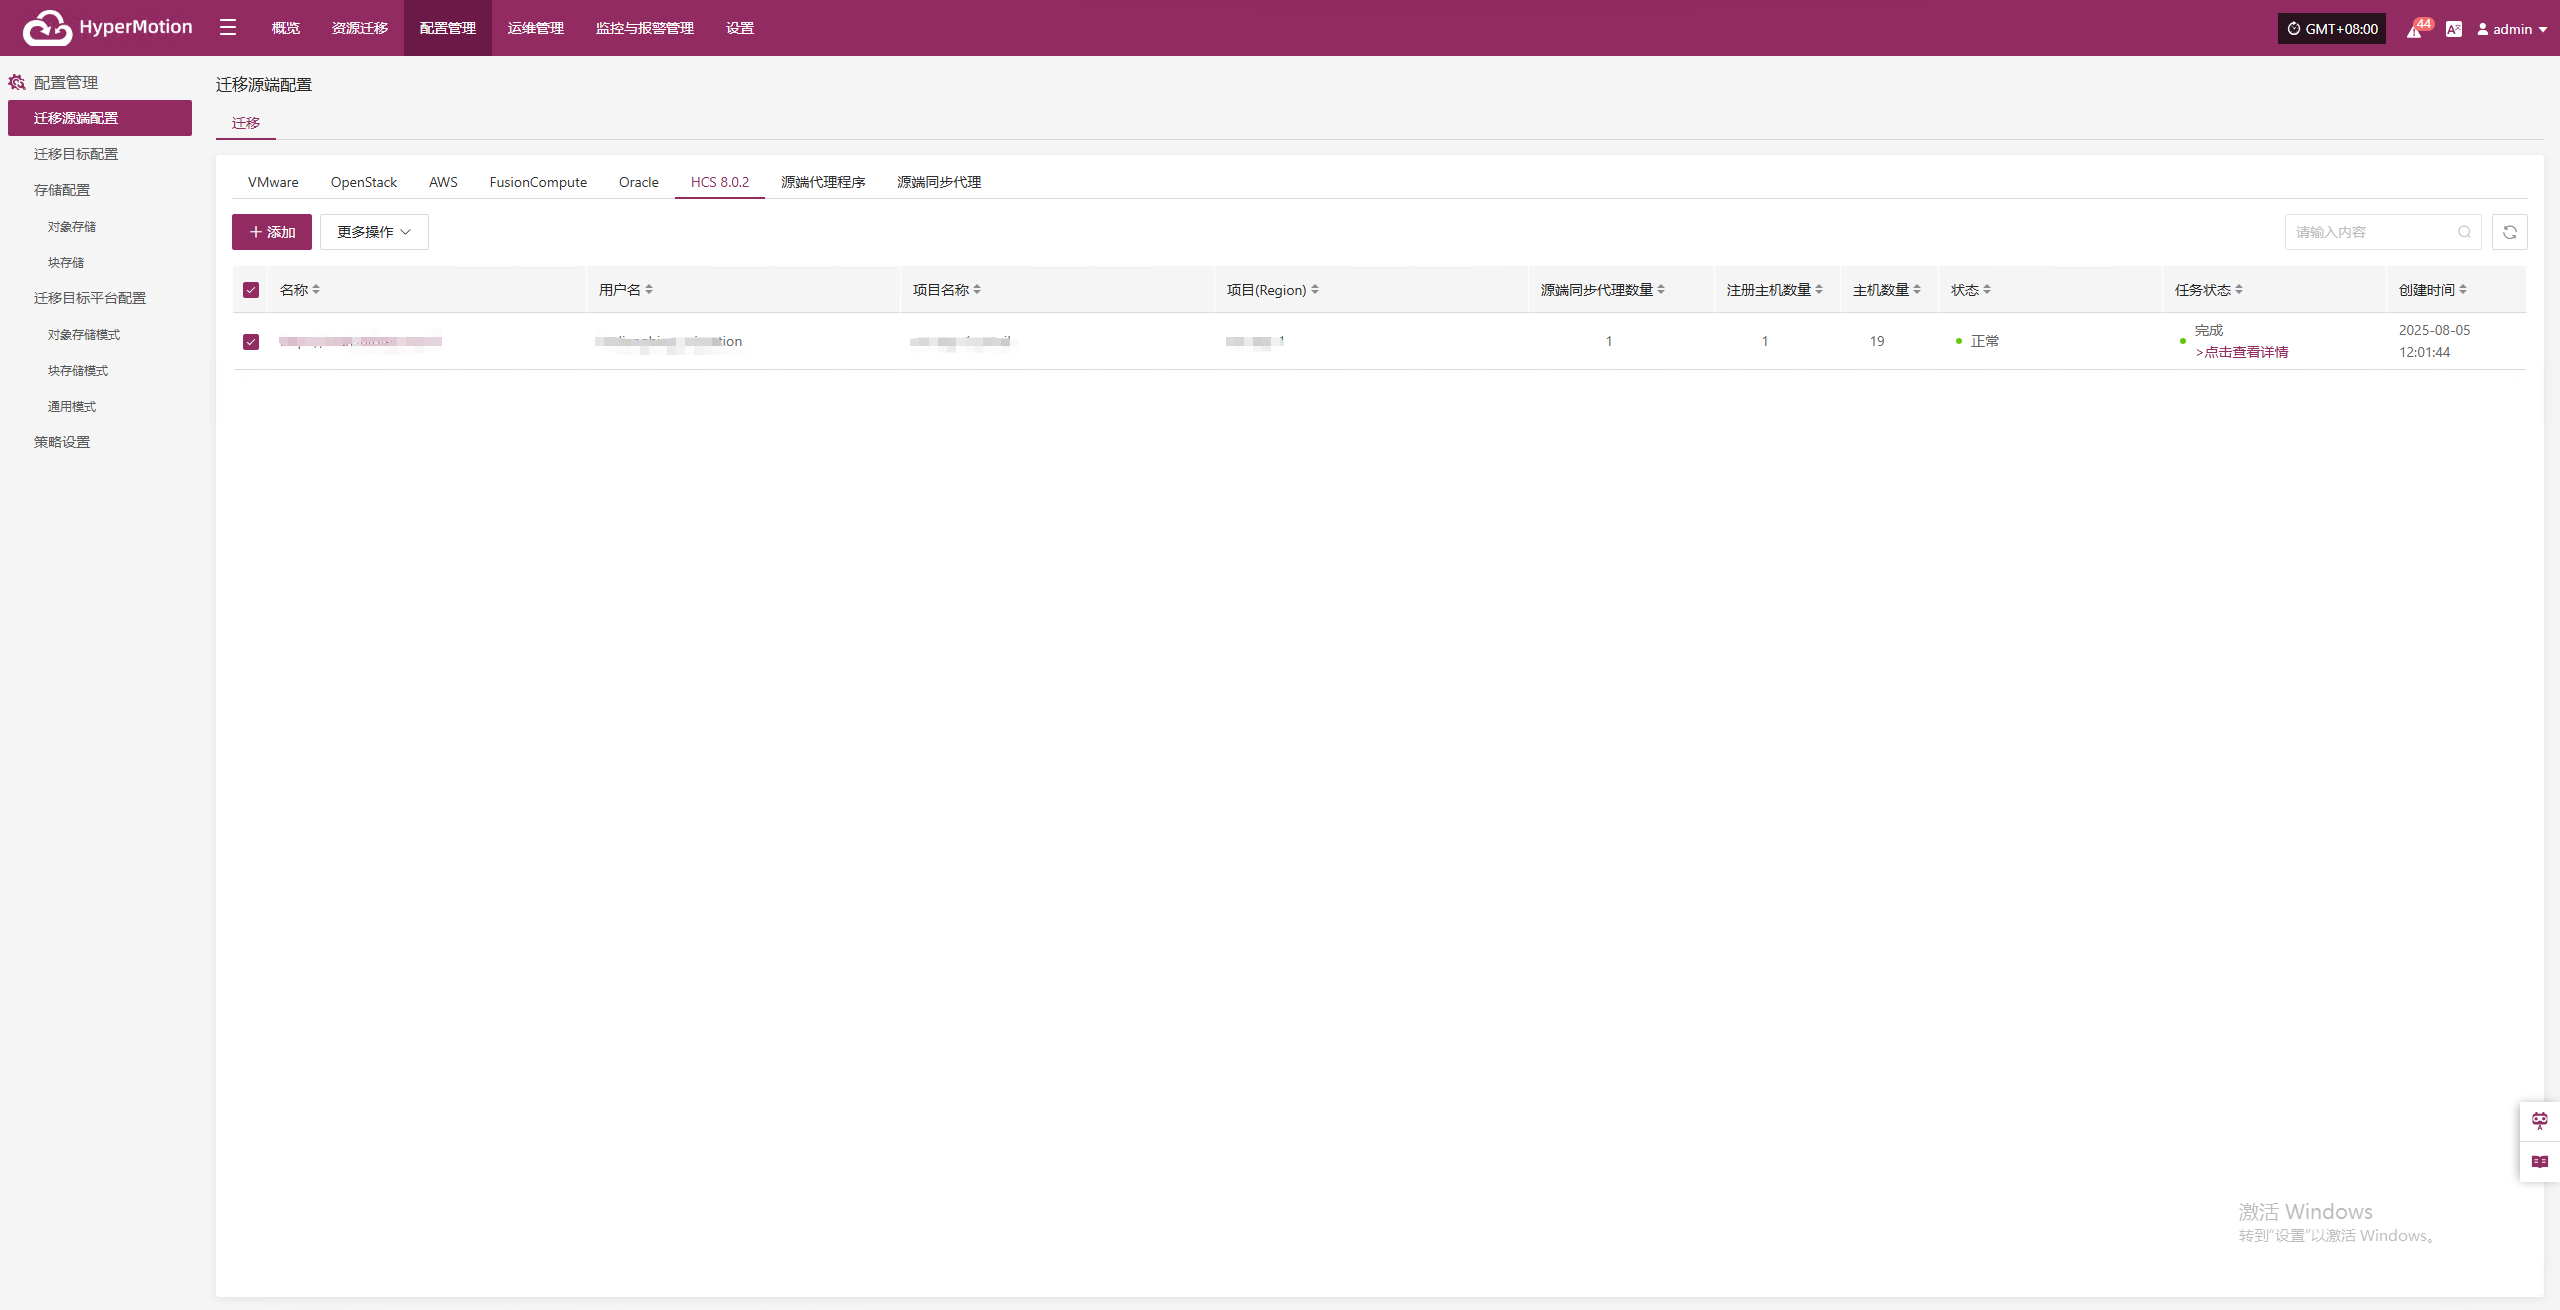 HyperMotion
概览
资源迁移
配置管理
运维管理
监控与报警管理
设置
GMT+08:00
44
admin
配置管理
迁移源端配置
迁移目标配置
存储配置
对象存储
块存储
迁移目标平台配置
对象存储模式
块存储模式
通用模式
策略设置
迁移源端配置
迁移
VMware
OpenStack
AWS
FusionCompute
Oracle
HCS 8.0.2
源端代理程序
源端同步代理
添加
更多操作
请输入内容
名称
用户名
项目名称
项目(Region)
源端同步代理数量
注册主机数量
主机数量
状态
任务状态
创建时间
1
1
19
正常
完成
>点击查看详情
2025-08-05
12:01:44
激活 Windows
转到"设置"以激活 Windows。